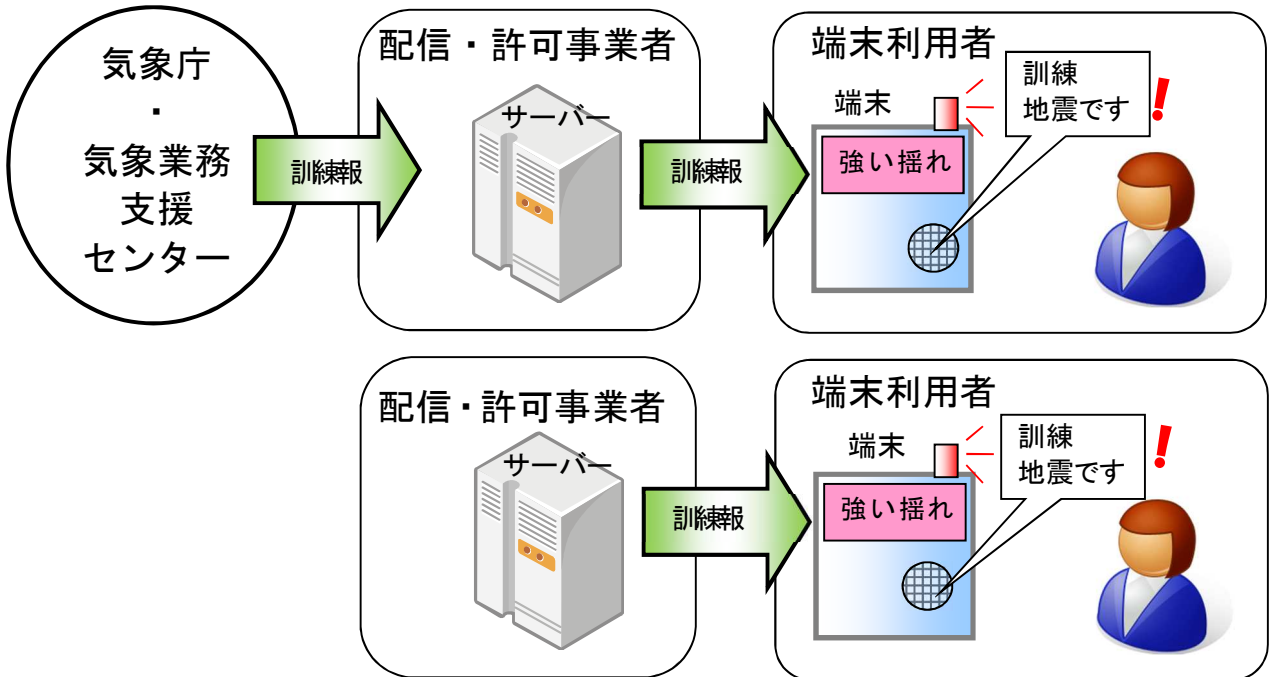 気象庁
・
気象業務
支援
センター
訓練報
配信・許可事業者
サーバー
訓練報
端末利用者
端末
強い揺れ
訓練
地震です
!
配信・許可事業者
サーバー
訓練報
端末利用者
端末
強い揺れ
訓練
地震です
!